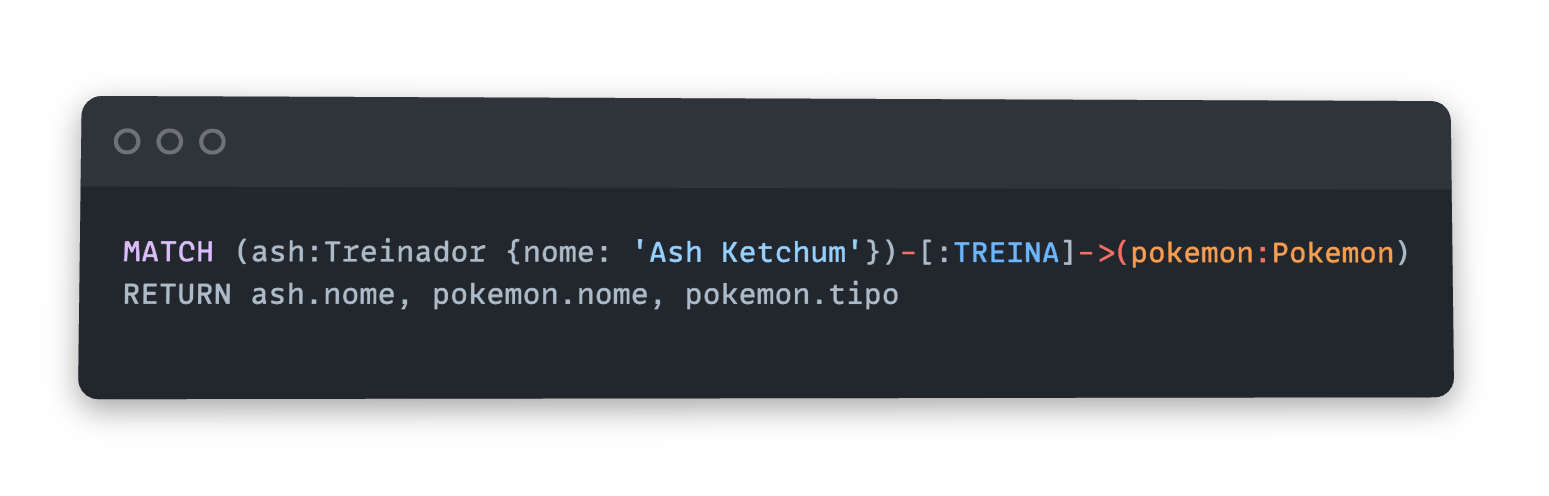 MATCH (ash:Treinador {nome: 'Ash Ketchum'})-[:TREINA]->(pokemon:Pokemon)
RETURN ash.nome, pokemon.nome, pokemon.tipo